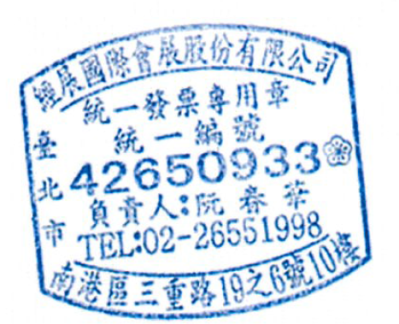 經展國際會展股份有限公司
統一發票專用章
統一編號
42650933
臺北市
負責人:阮春華
TEL:02-26551998
南港區三重路19之6號10樓